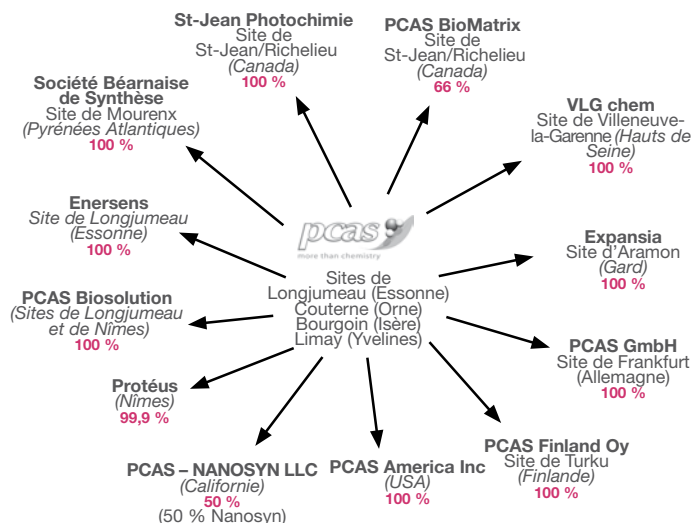 St-Jean Photochimie
Site de
St-Jean/Richelieu
(Canada)
100 %
PCAS BioMatrix
Site de
St-Jean/Richelieu
(Canada)
66 %
VLG chem
Site de Villeneuve-
la-Garenne (Hauts de
Seine)
100 %
Société Béarnaise
de Synthèse
Site de Mourenx
(Pyrénées Atlantiques)
100 %
Enersens
Site de Longjumeau
(Essonne)
100 %
pcas
more than chemistry
Sites de
Longjumeau (Essonne)
Couterne (Orne)
Bourgoin (Isère)
Limay (Yvelines)
Expansia
Site d'Aramon
(Gard)
100 %
PCAS Biosolution
(Sites de Longjumeau
et de Nîmes)
100 %
PCAS GmbH
Site de Frankfurt
(Allemagne)
100 %
Protéus
(Nîmes)
99,9 %
PCAS – NANOSYN LLC
(Californie)
50 %
(50 % Nanosyn)
PCAS America Inc
(USA)
100 %
PCAS Finland Oy
Site de Turku
(Finlande)
100 %